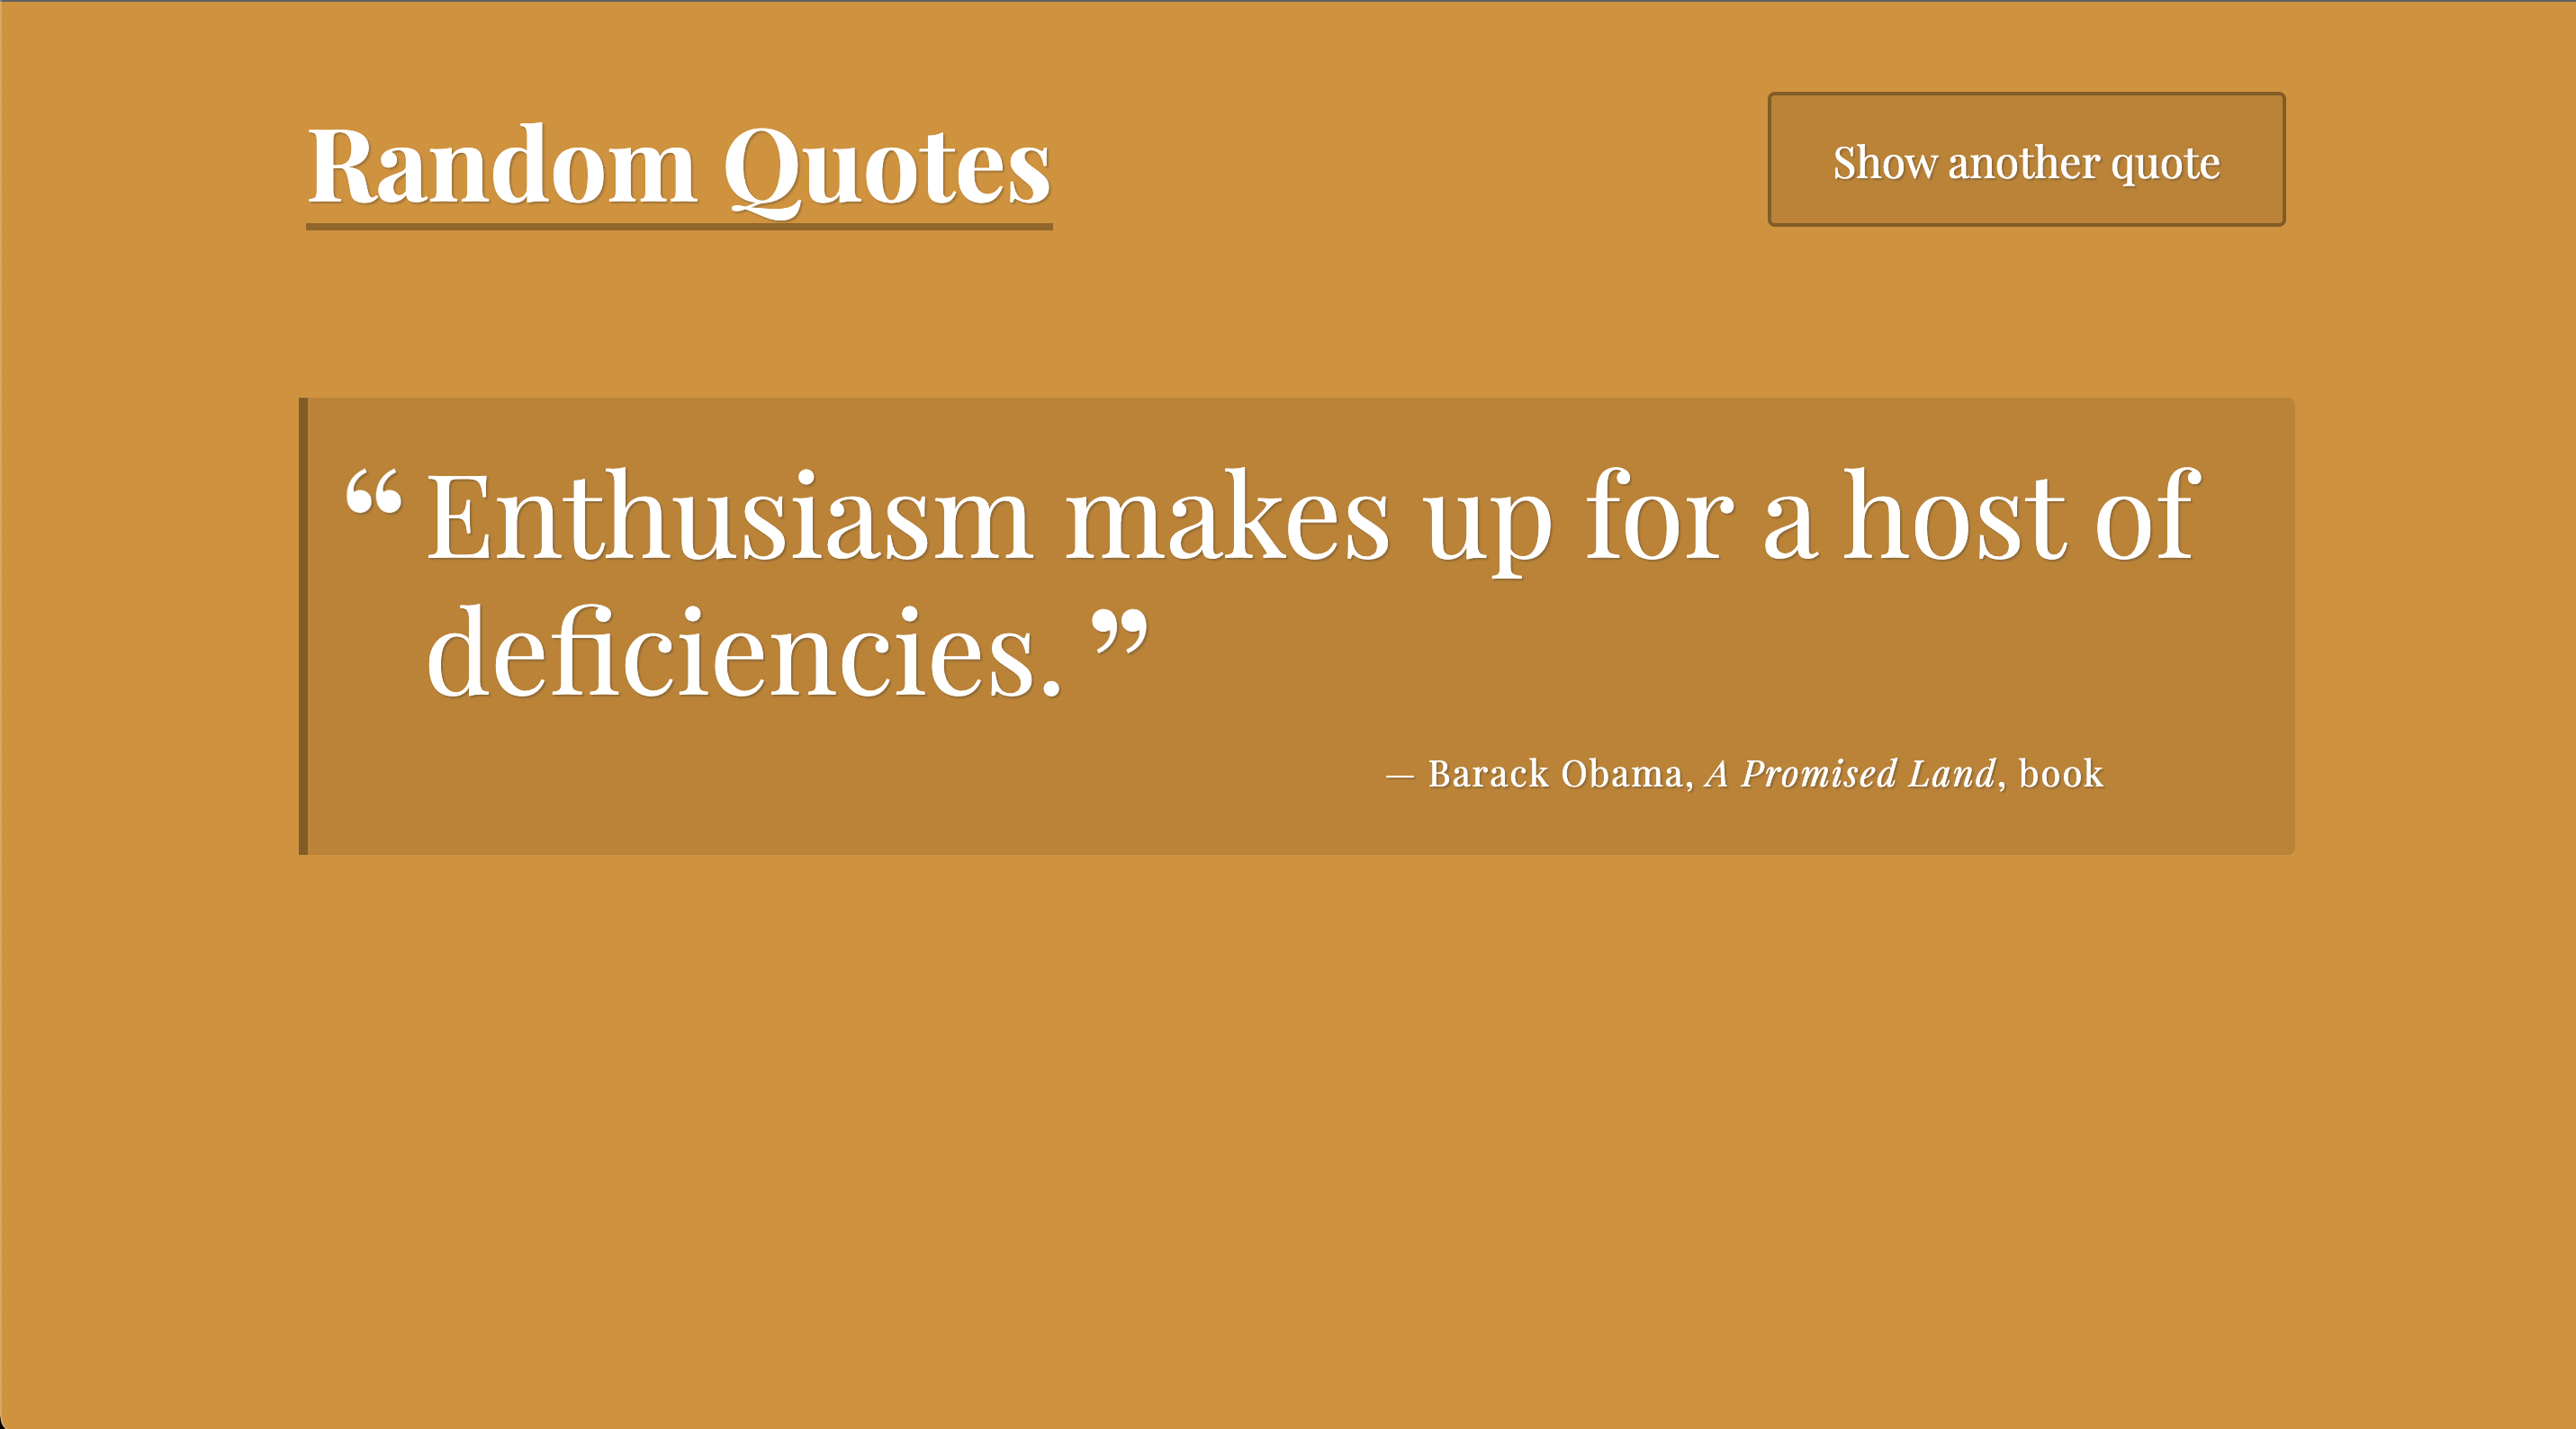 Random Quotes
Show another quote
“ Enthusiasm makes up for a host of
deficiencies. ”
— Barack Obama, A Promised Land, book